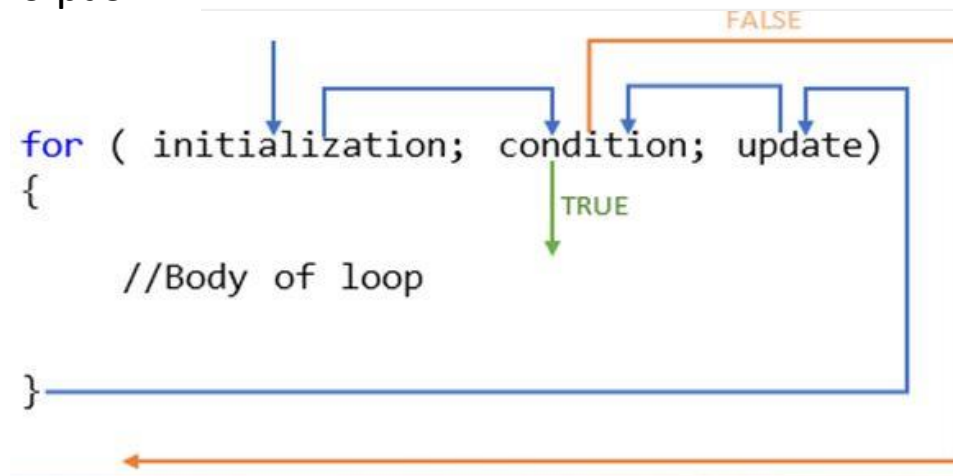 FALSE
for ( initialization; condition; update)
{
TRUE
//Body of loop
}